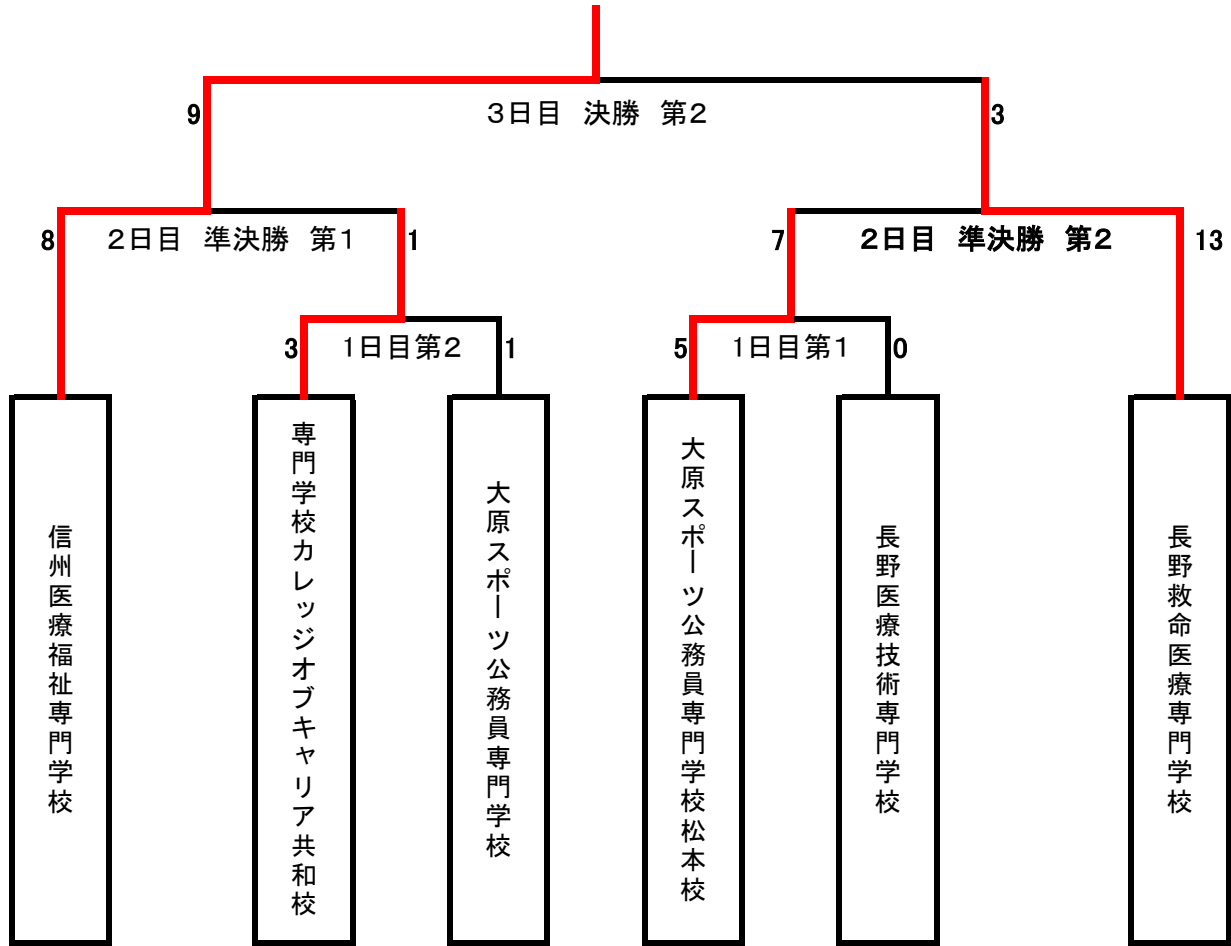 9
3日目 決勝 第2
3
8
2日目 準決勝 第1
1
7
2日目 準決勝 第2
13
3
1日目第2
1
5
1日目第1
0
信州医療福祉専門学校
専門学校カレッジオブキャリア共和校
大原スポーツ公務員専門学校
大原スポーツ公務員専門学校松本校
長野医療技術専門学校
長野救命医療専門学校